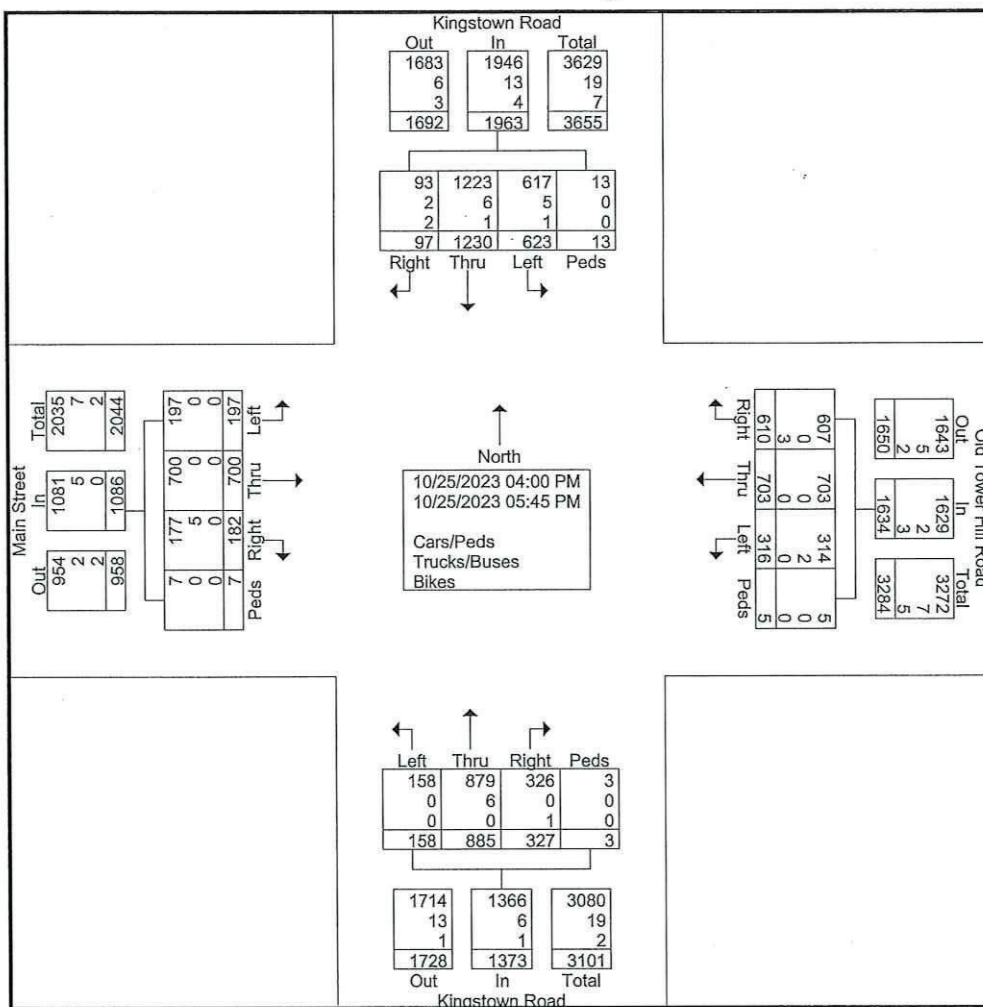 Kingstown Road
Out In Total
1683 1946 3629
6 13 19
3 4 7
1692 1963 3655
93 1223 617 13
2 6 5 0
2 1 1 0
97 1230 623 13
Right Thru Left Peds
Main Street
Total
2035 7 2 2044
In
1081 5 0 1086
Out
954 2 2 958
197 0 0 197 Left
700 0 0 700 Thru
177 5 0 182 Right
7 0 0 7 Peds
North
10/25/2023 04:00 PM
10/25/2023 05:45 PM
Cars/Peds
Trucks/Buses
Bikes
Old Tower Hill Road
Out
1643 5 2 1650
In
1629 2 3 1634
Total
3272 7 5 3284
Right 607 0 3 610
Thru 703 0 0 703
Left 314 2 0 316
Peds 5 0 0 5
Left Thru Right Peds
158 879 326 3
0 6 0 0
0 0 1 0
158 885 327 3
1714 1366 3080
13 6 19
1 1 2
1728 1373 3101
Out In Total
Kingstown Road